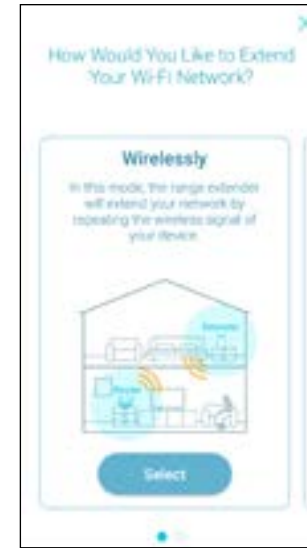 How Would You Like to Extend
Your Wi-Fi Network?
Wirelessly
In this mode, the range extender
will extend your network by
repeating the wireless signal of
your device.
Extender
Router
Select